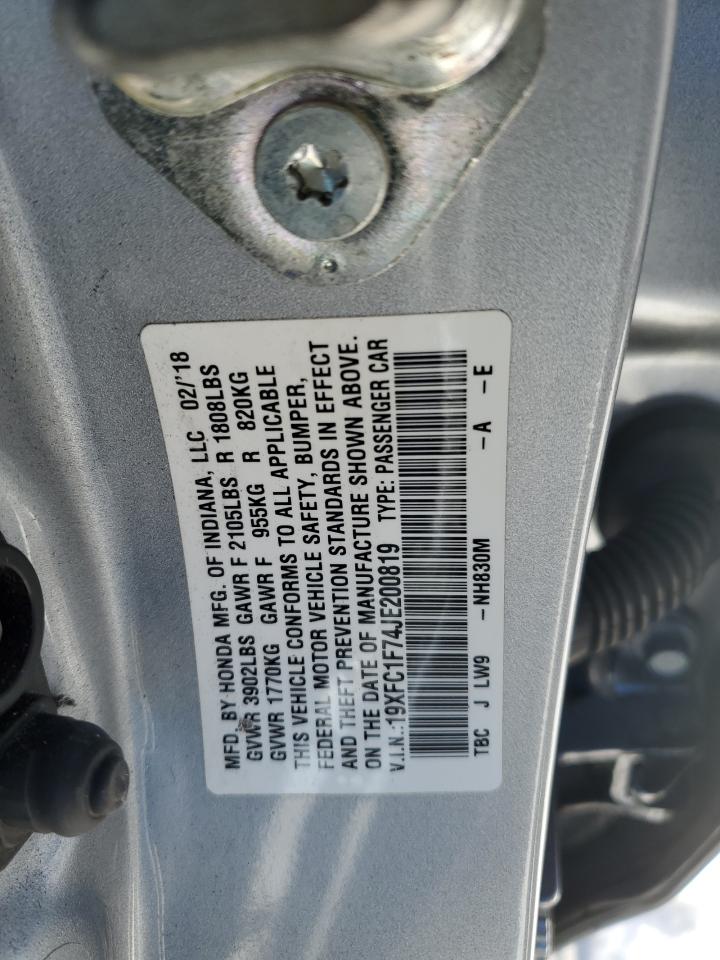 MFD. BY HONDA MFG. OF INDIANA, LLC 02/'18
GVWR 3902LBS GAWR F 2105LBS R 1808LBS
GVWR 1770KG GAWR F 955KG R 820KG
THIS VEHICLE CONFORMS TO ALL APPLICABLE
FEDERAL MOTOR VEHICLE SAFETY, BUMPER,
AND THEFT PREVENTION STANDARDS IN EFFECT
ON THE DATE OF MANUFACTURE SHOWN ABOVE.
V.I.N.:19XFC1F74JE200819 TYPE: PASSENGER CAR
TBC J LW9 -NH830M -A -E